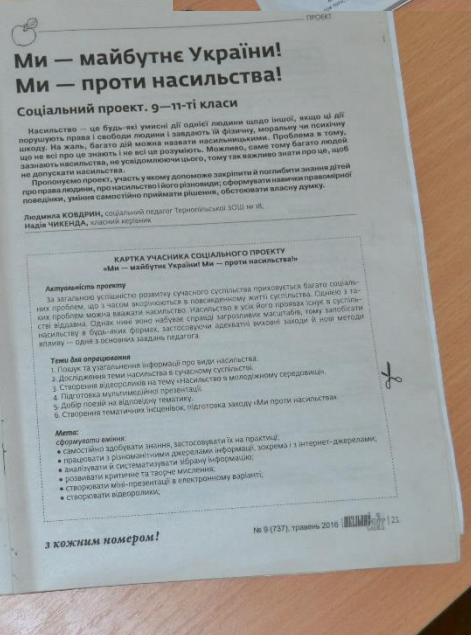 ПРОЕКТ
Ми — майбутнє України!
Ми — проти насильства!
Соціальний проект. 9—11-ті класи
Насильство — це будь-які умисні дії однієї людини щодо іншої, якщо ці дії
порушують права і свободи людини і завдають їй фізичну, моральну чи психічну
шкоду. На жаль, багато дій можна назвати насильницькими. Проблема в тому,
що не всі про це знають і не всі це розуміють. Можливо, саме тому багато людей
зазнають насильства, не усвідомлюючи цього, тому так важливо знати про це, щоб
не допускати насильства.
Пропонуємо проект, участь у якому допоможе закріпити й поглибити знання дітей
про права людини, про насильство і його різновиди; сформувати навички правомірної
поведінки, уміння самостійно приймати рішення, обстоювати власну думку.
Людмила КОВДРИН, соціальний педагог Тернопільської ЗОШ № 18,
Надія ЧИКЕНДА, класний керівник
КАРТКА УЧАСНИКА СОЦІАЛЬНОГО ПРОЕКТУ
«Ми — майбутнє України! Ми — проти насильства!»
Актуальність проекту
За загальною успішністю розвитку сучасного суспільства приховується багато соціаль-
них проблем, що з часом вкорінюються в повсякденному житті суспільства. Однією з та-
ких проблем можна вважати насильство. Насильство в усіх його проявах існує в суспіль-
стві віддавна. Однак нині воно набуває справді загрозливих масштабів, тому запобігати
насильству в будь-яких формах, застосовуючи адекватні виховні заходи й нові методи
впливу — одне з основних завдань педагога.
Теми для опрацювання
1. Пошук та узагальнення інформації про види насильства.
2. Дослідження теми насильства в сучасному суспільстві.
3. Створення відеороликів на тему «Насильство в молодіжному середовищі».
4. Підготовка мультимедійної презентації.
5. Добір поезій на відповідну тематику.
6. Створення тематичних інсценівок, підготовка заходу «Ми проти насильства».
Мета:
сформувати вміння:
• самостійно здобувати знання, застосовувати їх на практиці;
• працювати з різноманітними джерелами інформації, зокрема і з інтернет-джерелами;
• аналізувати й систематизувати зібрану інформацію;
• розвивати критичне та творче мислення;
• створювати міні-презентації в електронному варіанті;
• створювати відеоролики;
з кожним номером!
№ 9 (737), травень 2016
21